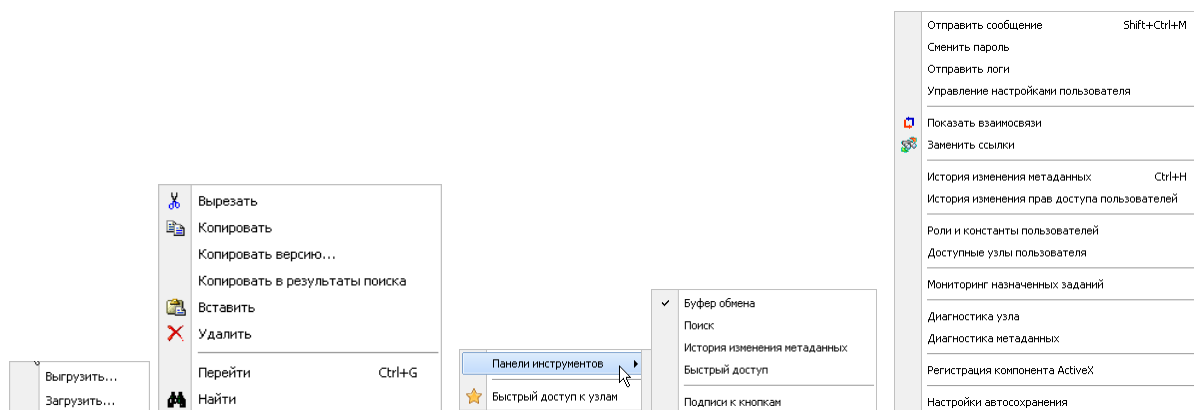 Выгрузить...
Загрузить...
Вырезать
Копировать
Копировать версию...
Копировать в результаты поиска
Вставить
Удалить
Перейти Ctrl+G
Найти
Панели инструментов
Быстрый доступ к узлам
Буфер обмена
Поиск
История изменения метаданных
Быстрый доступ
Подписи к кнопкам
Отправить сообщение Shift+Ctrl+M
Сменить пароль
Отправить логи
Управление настройками пользователя
Показать взаимосвязи
Заменить ссылки
История изменения метаданных Ctrl+H
История изменения прав доступа пользователей
Роли и константы пользователей
Доступные узлы пользователя
Мониторинг назначенных заданий
Диагностика узла
Диагностика метаданных
Регистрация компонента ActiveX
Настройки автосохранения